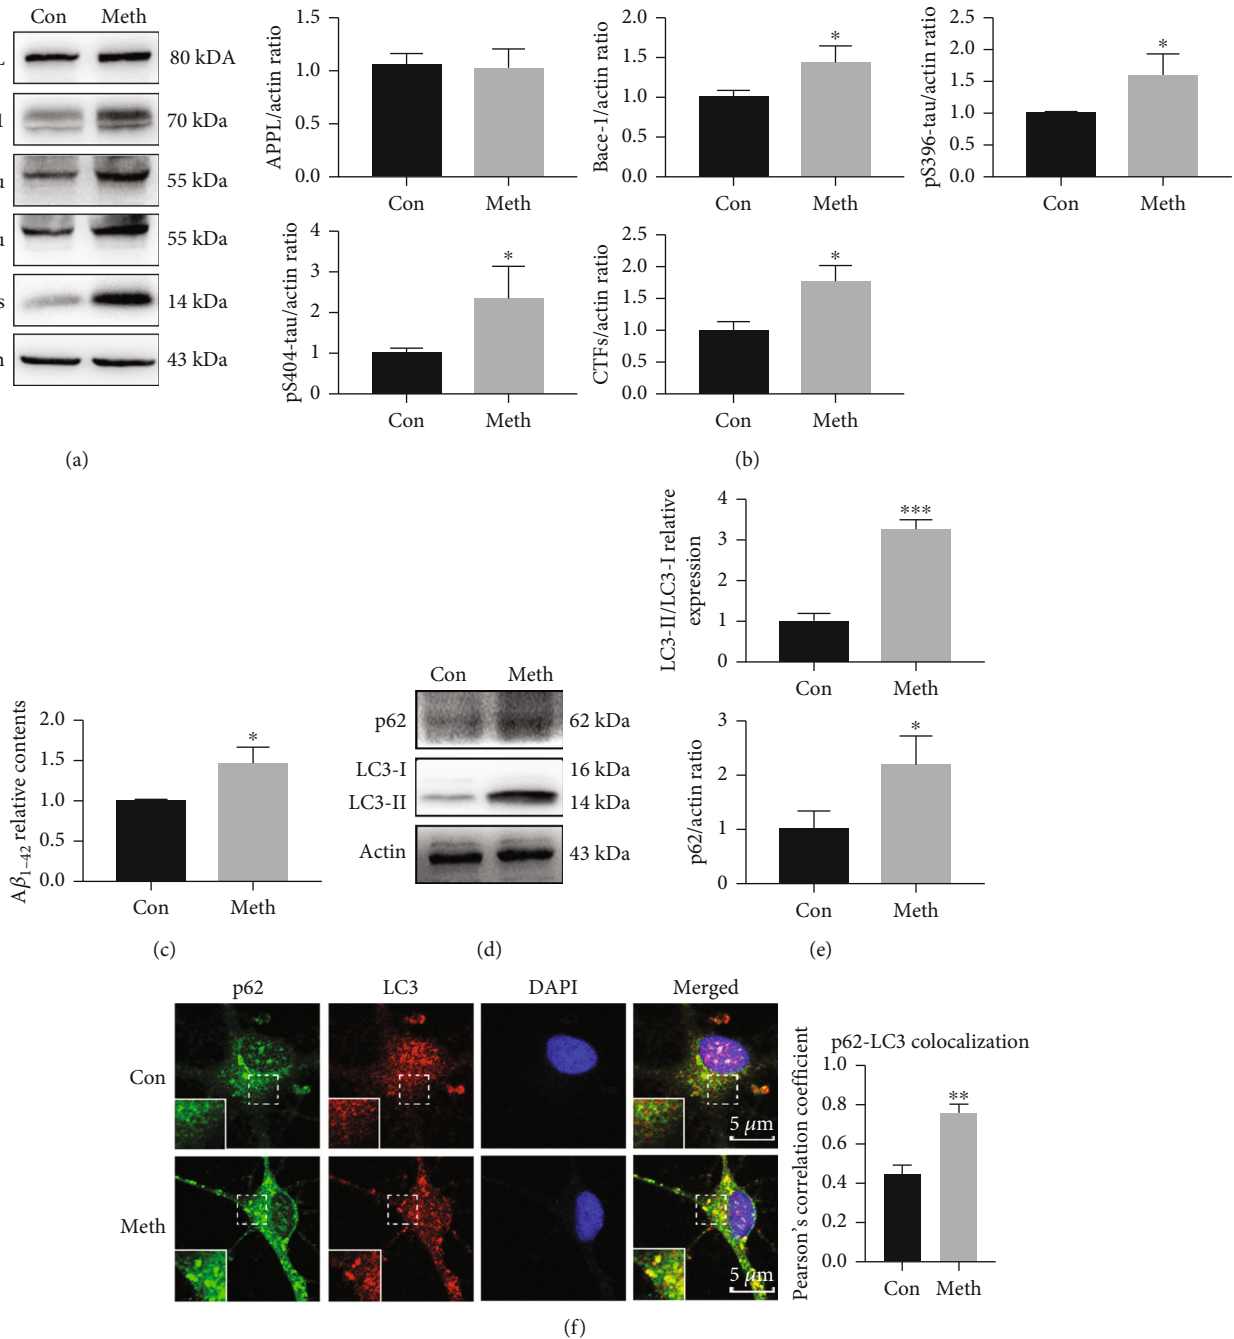 Con Meth
L 80 kDA
1 70 kDa
u 55 kDa
u 55 kDa
s 14 kDa
n 43 kDa
(a)
APPL/actin ratio
1.5
1.0
0.5
0.0
Con Meth
Bace-1/actin ratio
2.0
1.5
1.0
0.5
0.0
*
Con Meth
pS396-tau/actin ratio
2.5
2.0
1.5
1.0
0.5
0.0
*
Con Meth
pS404-tau/actin ratio
4
3
2
1
0
*
Con Meth
CTFs/actin ratio
2.5
2.0
1.5
1.0
0.5
0.0
*
Con Meth
(b)
Aβ1–42 relative contents
2.0
1.5
1.0
0.5
0.0
*
Con Meth
(c)
Con Meth
p62 62 kDa
LC3-I 16 kDa
LC3-II 14 kDa
Actin 43 kDa
(d)
LC3-II/LC3-I relative
expression
4
3
2
1
0
***
Con Meth
p62/actin ratio
3
2
1
0
*
Con Meth
(e)
p62 LC3 DAPI Merged
Con
5 μm
Meth
5 μm
p62-LC3 colocalization
Pearson's correlation coefficient
1.0
0.8
0.6
0.4
0.2
0.0
**
Con Meth
(f)